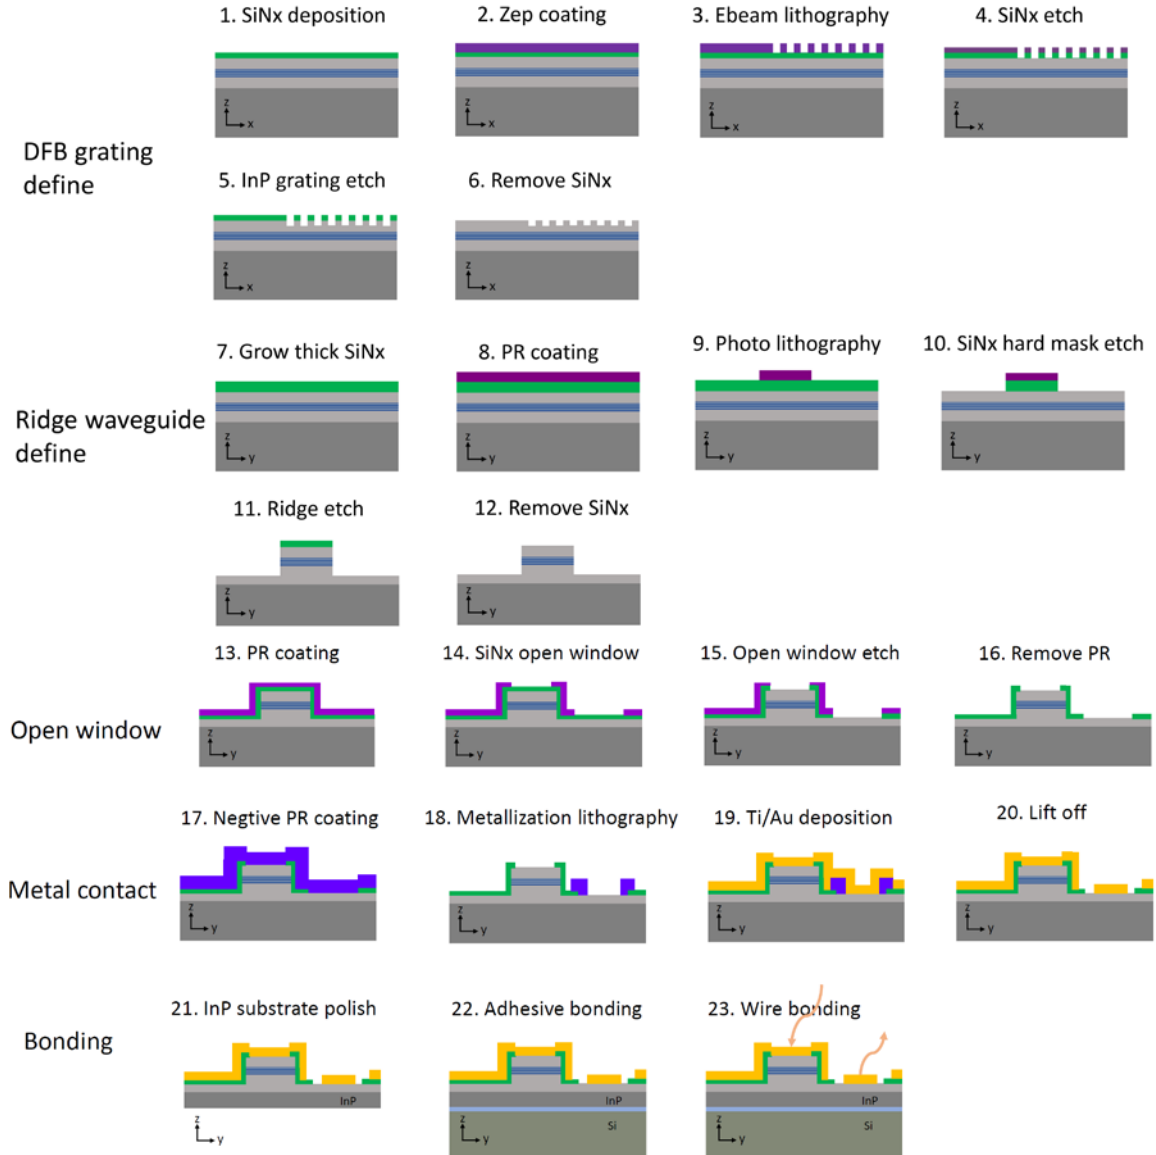 1. SiNx deposition
2. Zep coating
3. Ebeam lithography
4. SiNx etch
z
x
z
x
z
x
z
x
DFB grating
define
5. InP grating etch
6. Remove SiNx
z
x
z
x
7. Grow thick SiNx
8. PR coating
9. Photo lithography
10. SiNx hard mask etch
z
y
z
y
z
y
z
y
Ridge waveguide
define
11. Ridge etch
12. Remove SiNx
z
y
z
y
13. PR coating
14. SiNx open window
15. Open window etch
16. Remove PR
Open window
z
y
z
y
z
y
z
y
17. Negtive PR coating
18. Metallization lithography
19. Ti/Au deposition
20. Lift off
Metal contact
z
y
z
y
z
y
z
y
21. InP substrate polish
22. Adhesive bonding
23. Wire bonding
Bonding
InP
InP
InP
z
y
z
y
Si
z
y
Si